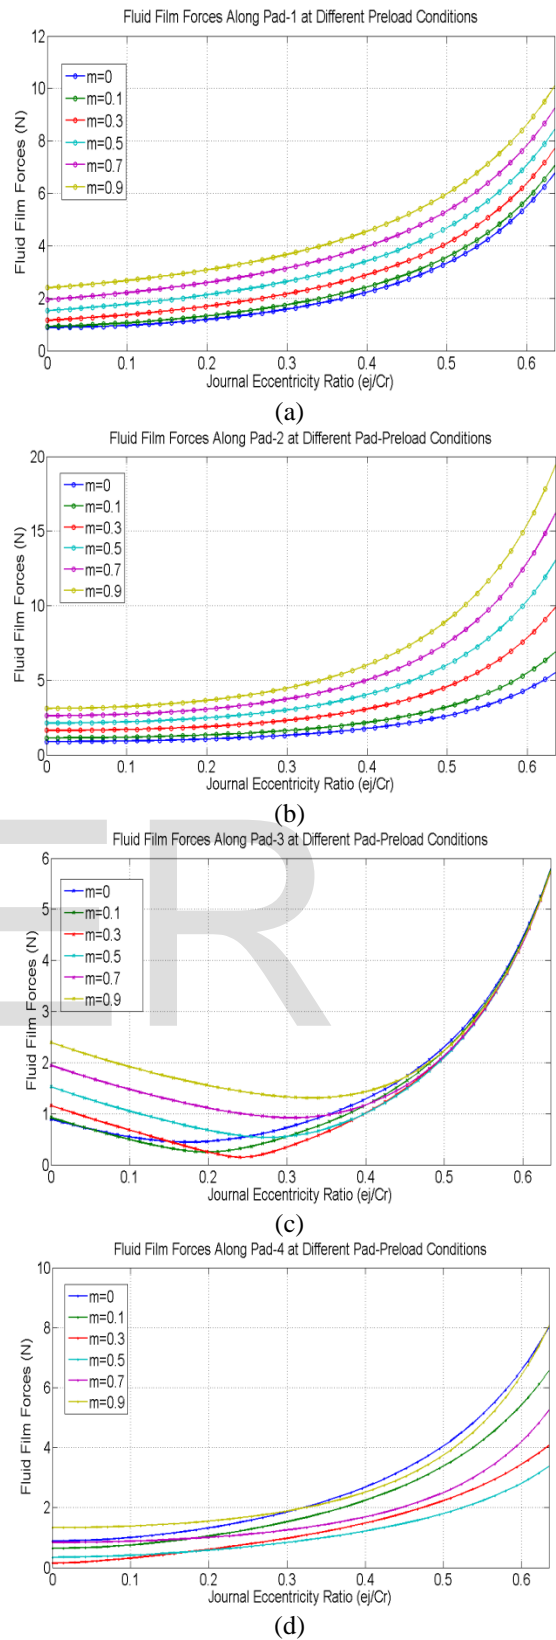 Fluid Film Forces Along Pad-1 at Different Preload Conditions
12
10
8
6
4
2
0
Fluid Film Forces (N)
m=0
m=0.1
m=0.3
m=0.5
m=0.7
m=0.9
0 0.1 0.2 0.3 0.4 0.5 0.6
Journal Eccentricity Ratio (ej/Cr)
(a)
Fluid Film Forces Along Pad-2 at Different Pad-Preload Conditions
20
15
10
5
0
Fluid Film Forces (N)
m=0
m=0.1
m=0.3
m=0.5
m=0.7
m=0.9
0 0.1 0.2 0.3 0.4 0.5 0.6
Journal Eccentricity Ratio (ej/Cr)
(b)
ER
Fluid Film Forces Along Pad-3 at Different Pad-Preload Conditions
6
5
4
3
2
1
0
Fluid Film Forces (N)
m=0
m=0.1
m=0.3
m=0.5
m=0.7
m=0.9
0 0.1 0.2 0.3 0.4 0.5 0.6
Journal Eccentricity Ratio (ej/Cr)
(c)
Fluid Film Forces Along Pad-4 at Different Pad-Preload Conditions
10
8
6
4
2
0
Fluid Film Forces (N)
m=0
m=0.1
m=0.3
m=0.5
m=0.7
m=0.9
0 0.1 0.2 0.3 0.4 0.5 0.6
Journal Eccentricity Ratio (ej/Cr)
(d)